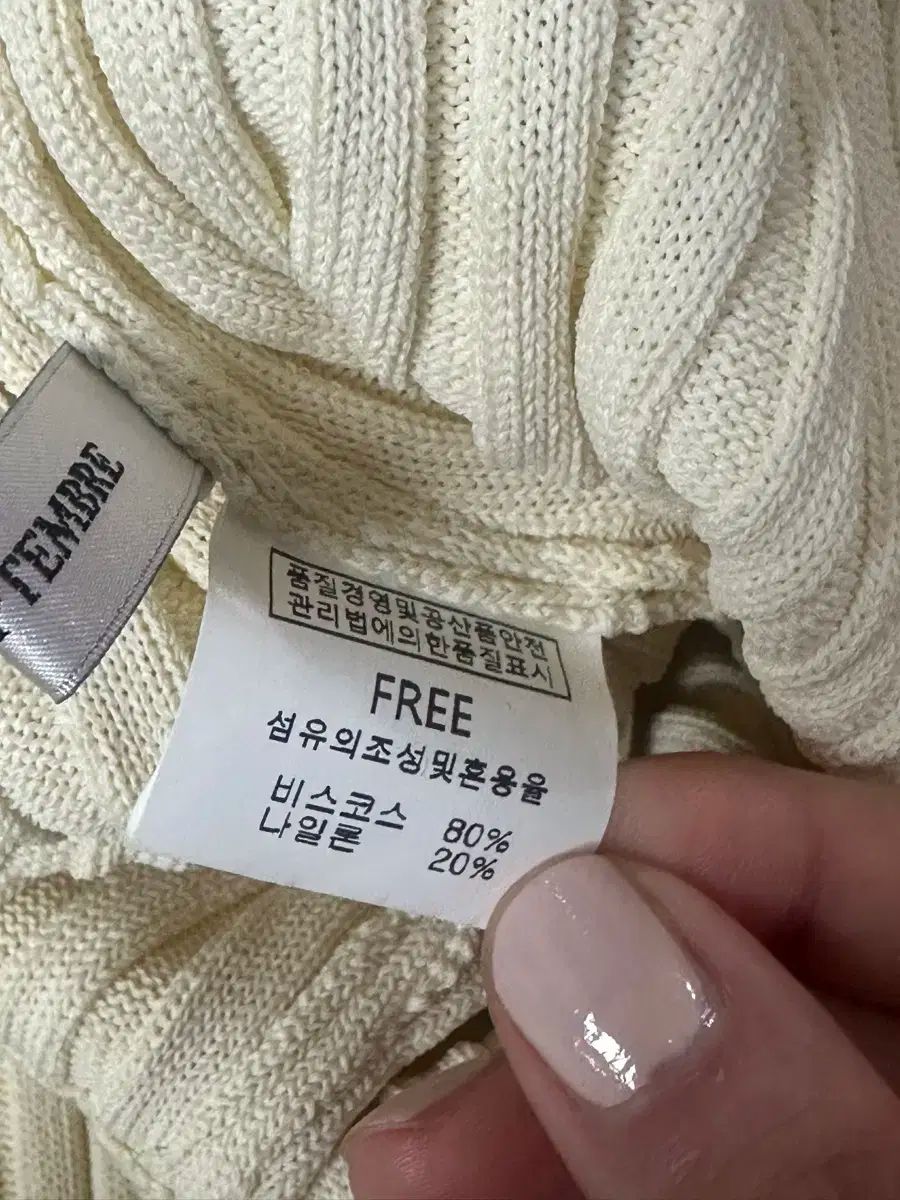 TEMBRE
품질경영및공산품안전
관리법에의한품질표시
FREE
섬유의조성및혼용율
비스코스 80%
나일론 20%